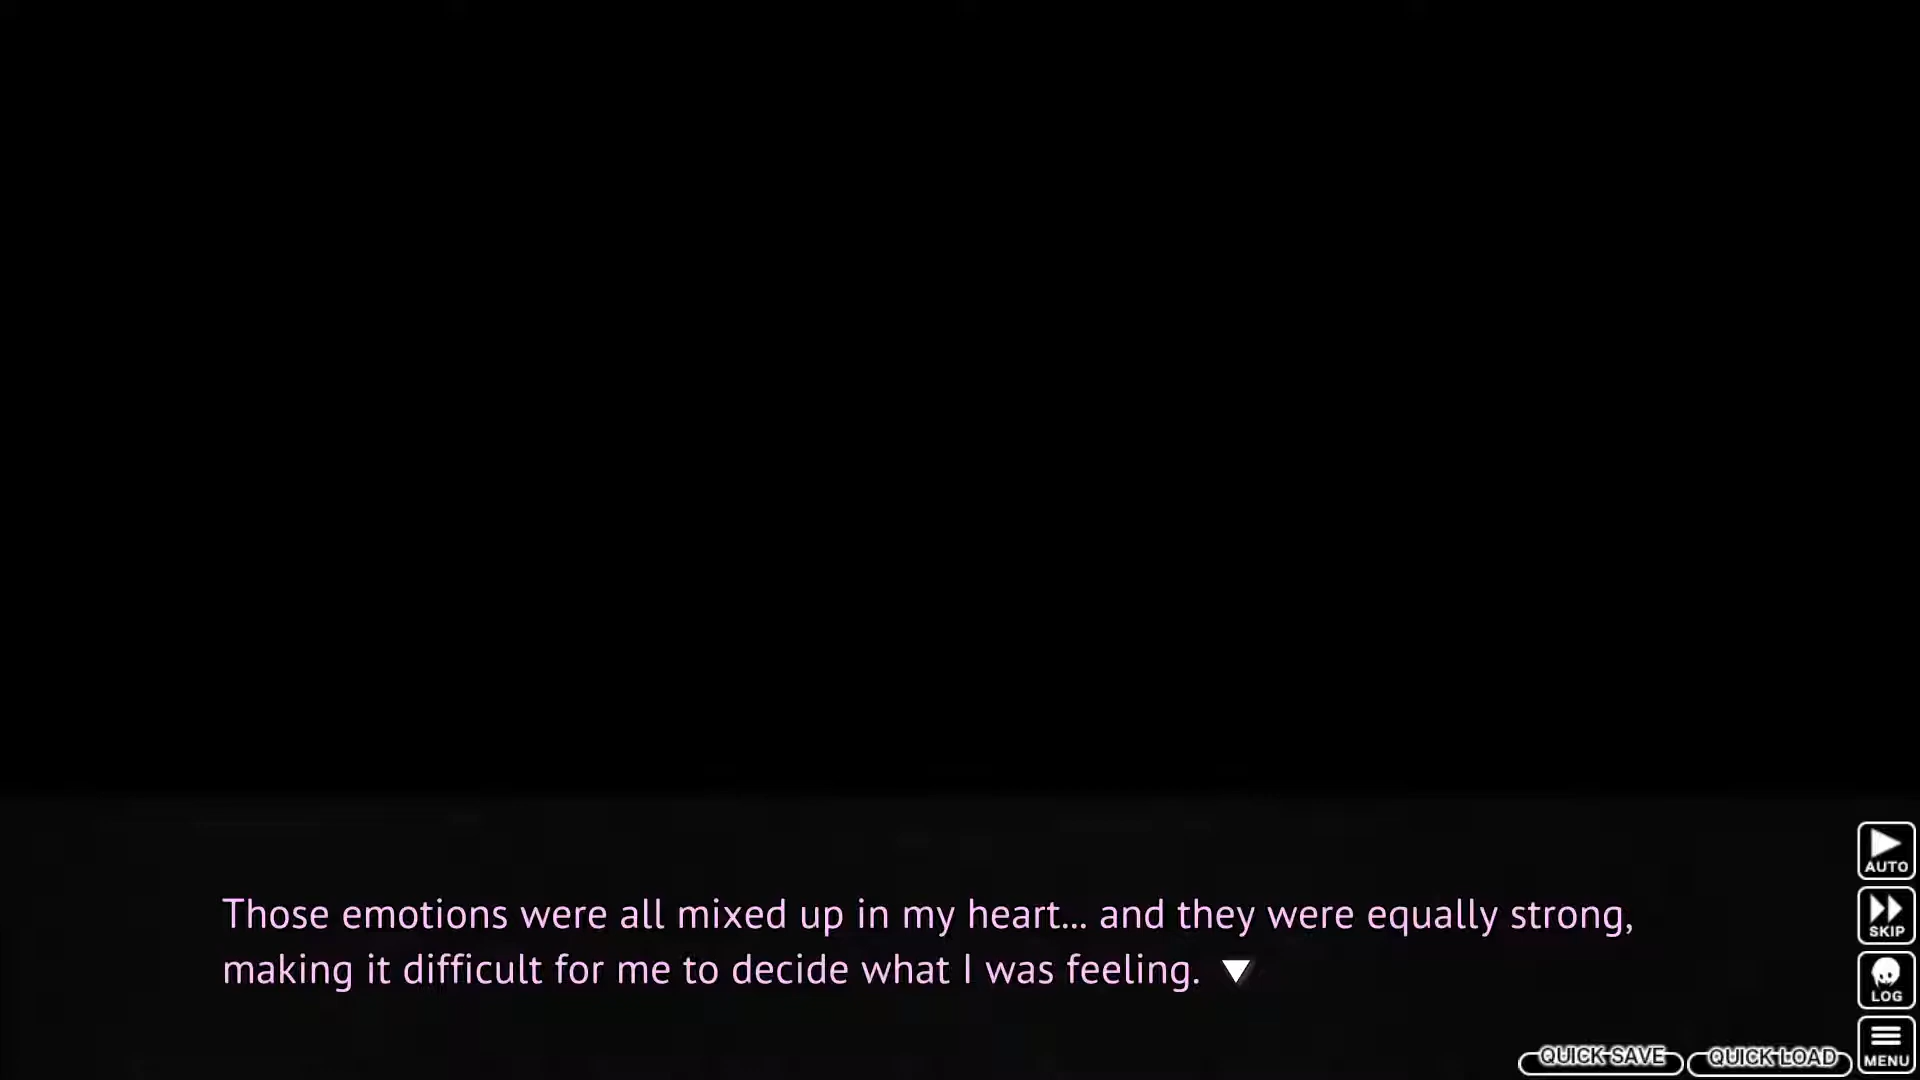 Those emotions were all mixed up in my heart... and they were equally strong,
making it difficult for me to decide what I was feeling.
AUTO
SKIP
LOG
MENU
QUICK SAVE
QUICK LOAD